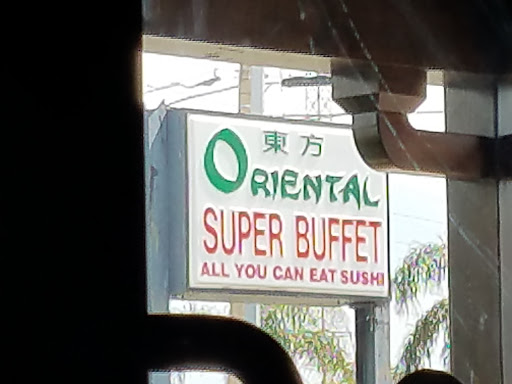 東方
ORIENTAL
SUPER BUFFET
ALL YOU CAN EAT SUSHI